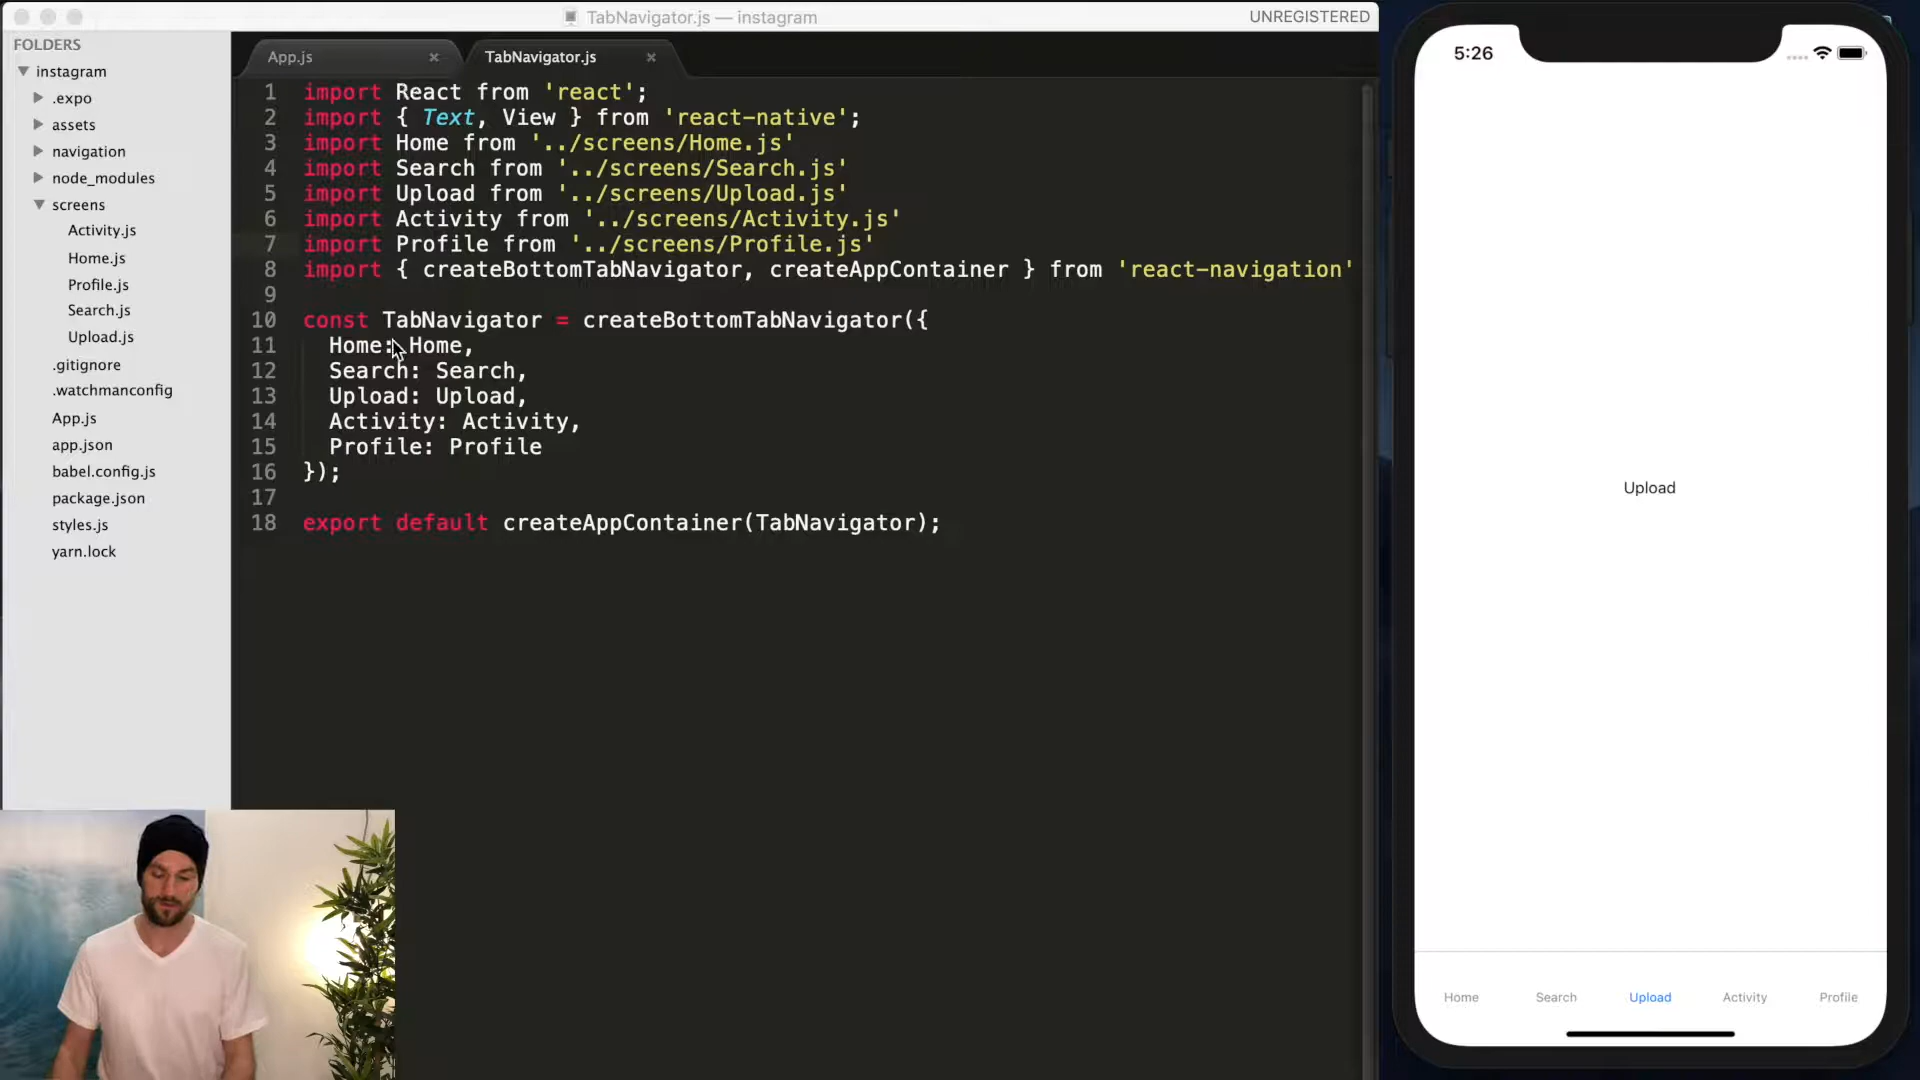 TabNavigator.js — instagram
UNREGISTERED
FOLDERS
instagram
.expo
assets
navigation
node_modules
screens
Activity.js
Home.js
Profile.js
Search.js
Upload.js
.gitignore
.watchmanconfig
App.js
app.json
babel.config.js
package.json
styles.js
yarn.lock
App.js
TabNavigator.js
1 import React from 'react';
2 import { Text, View } from 'react-native';
3 import Home from '../screens/Home.js'
4 import Search from '../screens/Search.js'
5 import Upload from '../screens/Upload.js'
6 import Activity from '../screens/Activity.js'
7 import Profile from '../screens/Profile.js'
8 import { createBottomTabNavigator, createAppContainer } from 'react-navigation'
9
10 const TabNavigator = createBottomTabNavigator({
11 Home: Home,
12 Search: Search,
13 Upload: Upload,
14 Activity: Activity,
15 Profile: Profile
16 });
17
18 export default createAppContainer(TabNavigator);
5:26
Upload
Home Search Upload Activity Profile